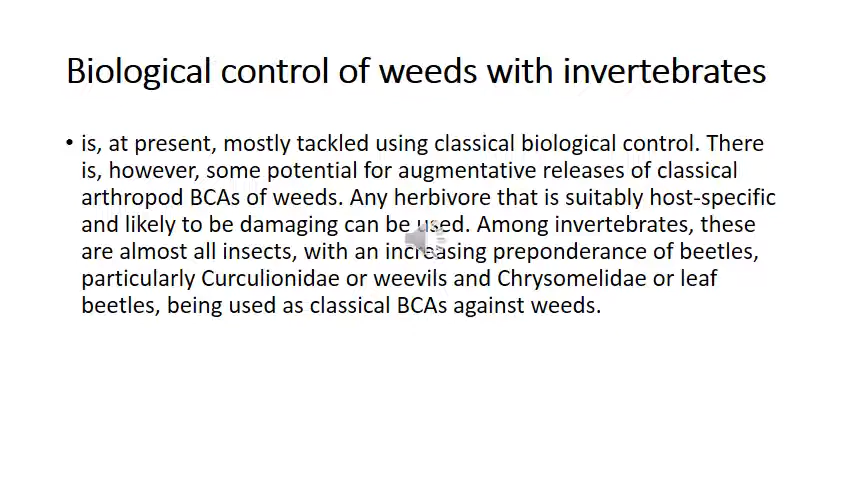 Biological control of weeds with invertebrates
• is, at present, mostly tackled using classical biological control. There
is, however, some potential for augmentative releases of classical
arthropod BCAs of weeds. Any herbivore that is suitably host-specific
and likely to be damaging can be used. Among invertebrates, these
are almost all insects, with an increasing preponderance of beetles,
particularly Curculionidae or weevils and Chrysomelidae or leaf
beetles, being used as classical BCAs against weeds.